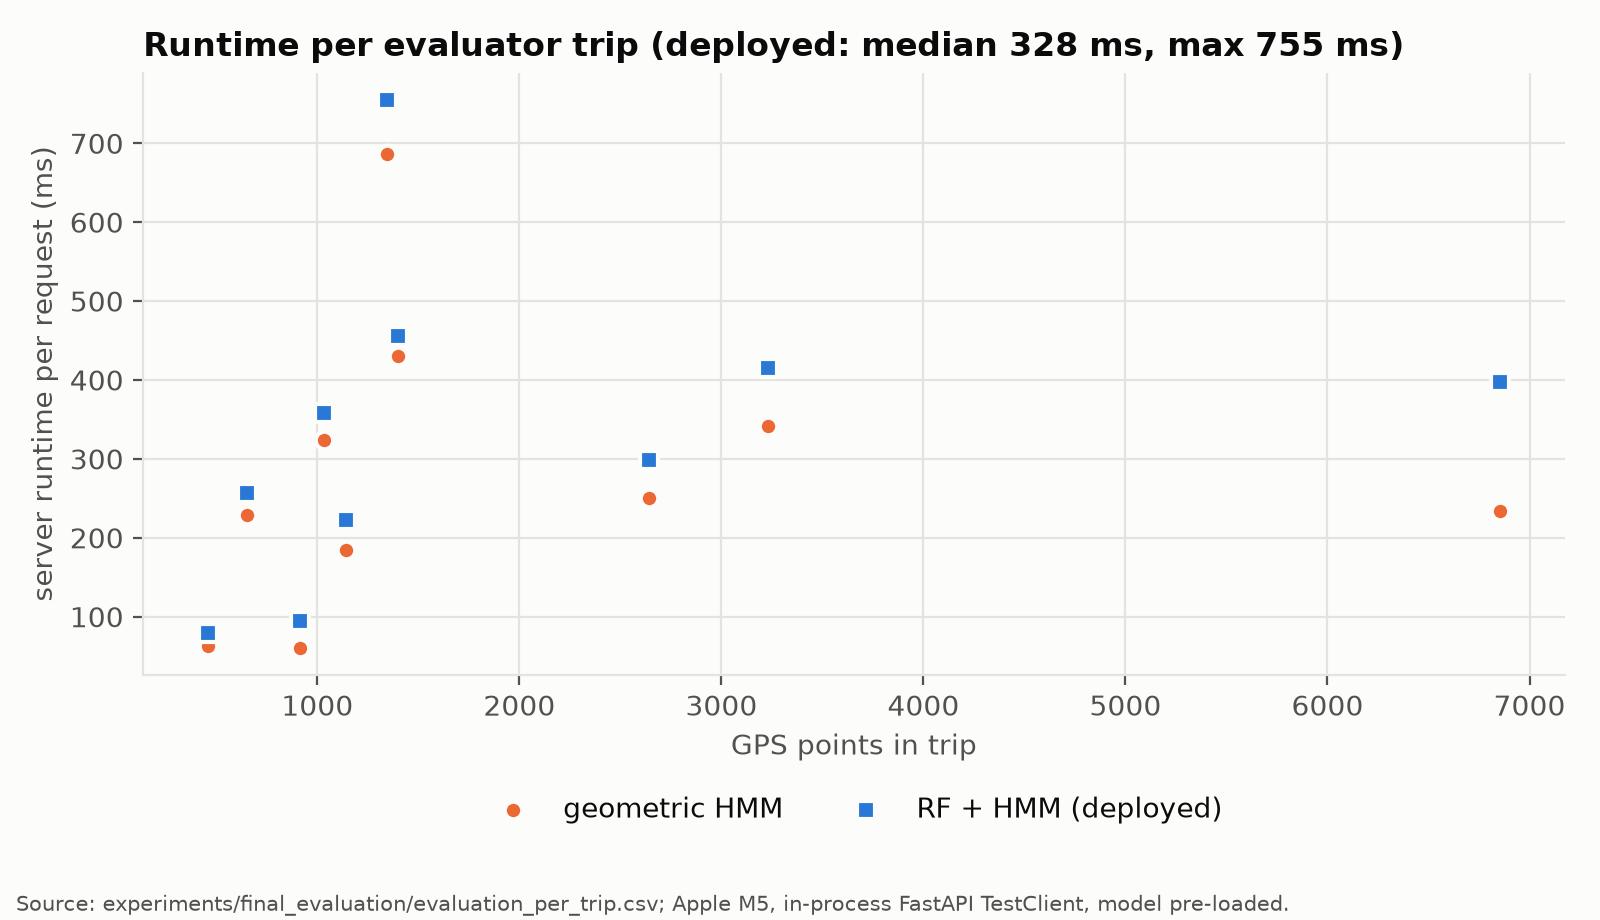 Runtime per evaluator trip (deployed: median 328 ms, max 755 ms)
server runtime per request (ms)
700
600
500
400
300
200
100
1000 2000 3000 4000 5000 6000 7000
GPS points in trip
geometric HMM RF + HMM (deployed)
Source: experiments/final_evaluation/evaluation_per_trip.csv; Apple M5, in-process FastAPI TestClient, model pre-loaded.